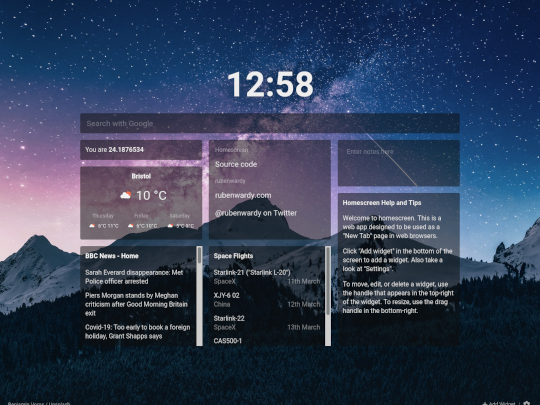 12:58
Search with Google
You are 24.1876534
Bristol
10 °C
Thursday Friday Saturday
6°C 11°C 6°C 10°C 3°C 8°C
BBC News - Home
Sarah Everard disappearance: Met
Police officer arrested
Piers Morgan stands by Meghan
criticism after Good Morning Britain
exit
Covid-19: Too early to book a foreign
holiday, Grant Shapps says
Homescreen
Source code
rubenwardy
rubenwardy.com
@rubenwardy on Twitter
Space Flights
Starlink-21 ("Starlink L-20")
SpaceX 11th March
XJY-6 02
China 12th March
Starlink-22
SpaceX 13th March
CAS500-1
Enter notes here
Homescreen Help and Tips
Welcome to homescreen. This is a
web app designed to be used as a
"New Tab" page in web browsers.
Click "Add widget" in the bottom of the
screen to add a widget. Also take a
look at "Settings".
To move, edit, or delete a widget, use
the handle that appears in the top-right
of the widget. To resize, use the drag
handle in the bottom-right.
Add Widget